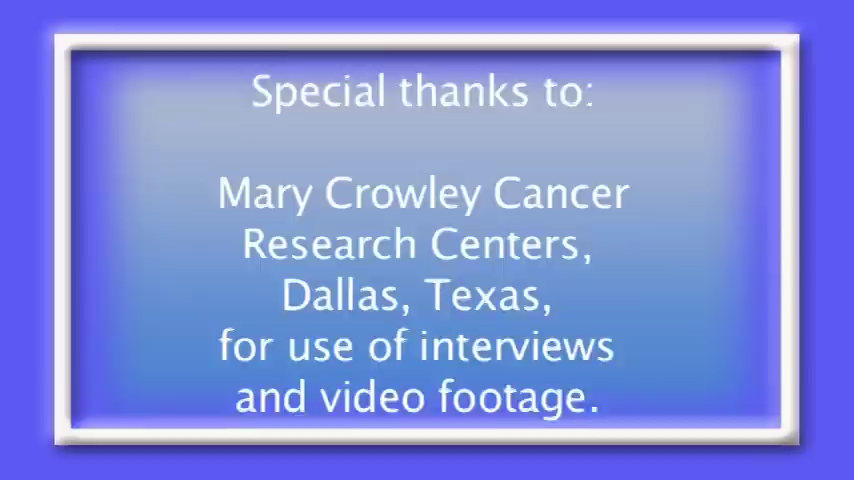 Special thanks to:
Mary Crowley Cancer
Research Centers,
Dallas, Texas,
for use of interviews
and video footage.